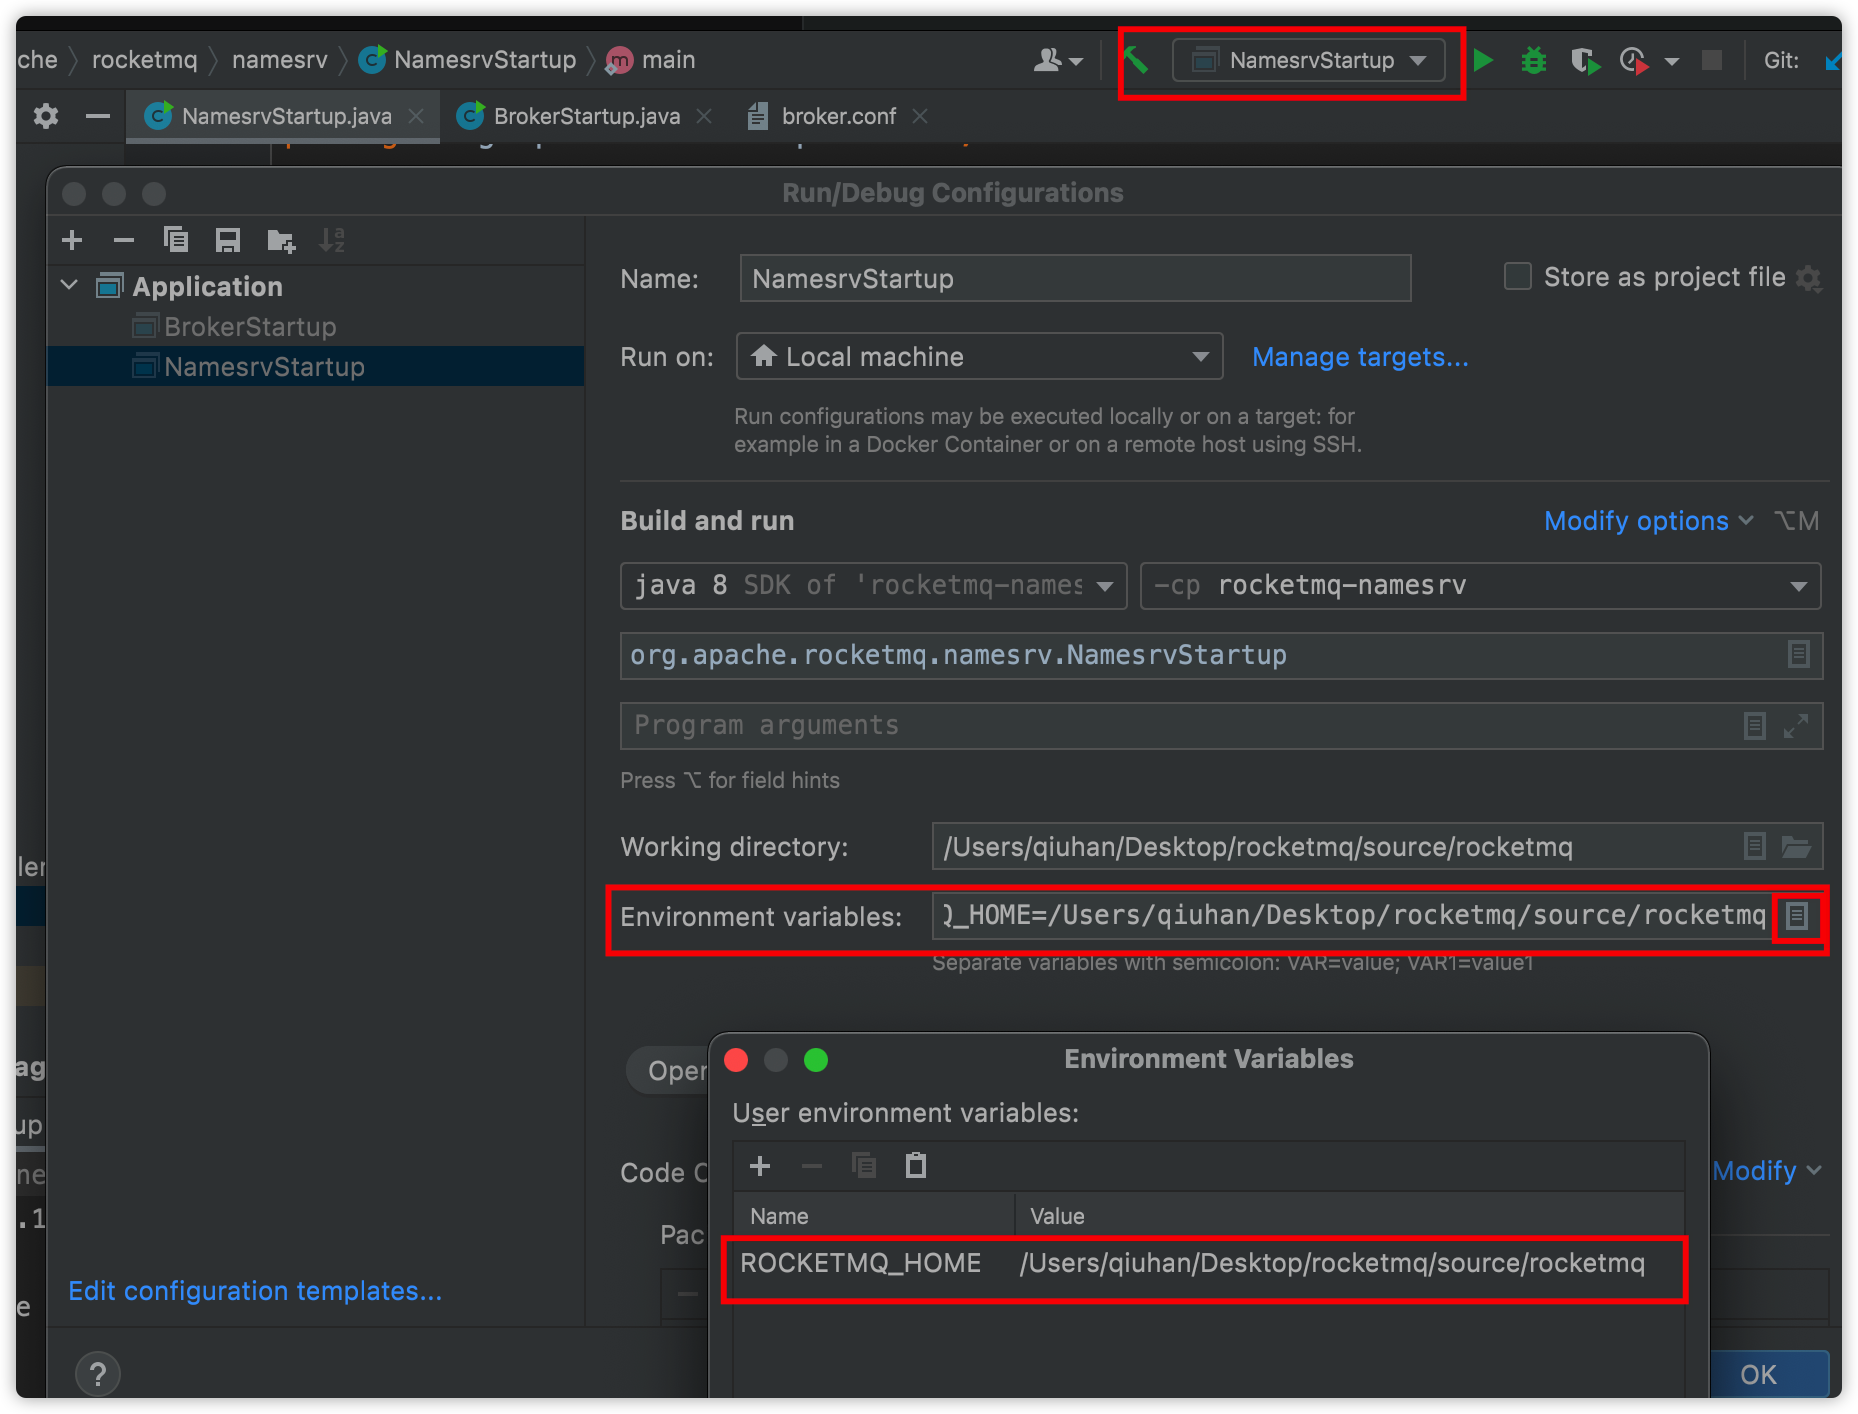 che rocketmq namesrv NamesrvStartup m main NamesrvStartup Git:
NamesrvStartup.java BrokerStartup.java broker.conf
Run/Debug Configurations
Application
BrokerStartup
NamesrvStartup
Name: NamesrvStartup Store as project file
Run on: Local machine Manage targets...
Run configurations may be executed locally or on a target: for
example in a Docker Container or on a remote host using SSH.
Build and run Modify options ⌥M
java 8 SDK of 'rocketmq-names -cp rocketmq-namesrv
org.apache.rocketmq.namesrv.NamesrvStartup
Program arguments
Press ⌥ for field hints
Working directory: /Users/qiuhan/Desktop/rocketmq/source/rocketmq
ler
Environment variables: Q_HOME=/Users/qiuhan/Desktop/rocketmq/source/rocketmq
Separate variables with semicolon: VAR=value; VAR1=value1
Open
Environment Variables
ag
User environment variables:
up
Code C
Modify
ne
Name Value
.1
Pac
ROCKETMQ_HOME /Users/qiuhan/Desktop/rocketmq/source/rocketmq
Edit configuration templates...
e
?
OK